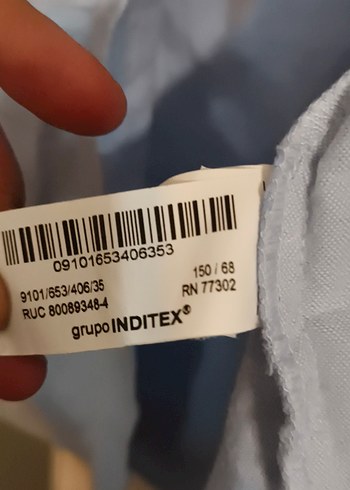 09101653406353
9101/653/406/35
150 / 68
RUC 80089348-4
RN 77302
grupo INDITEX®